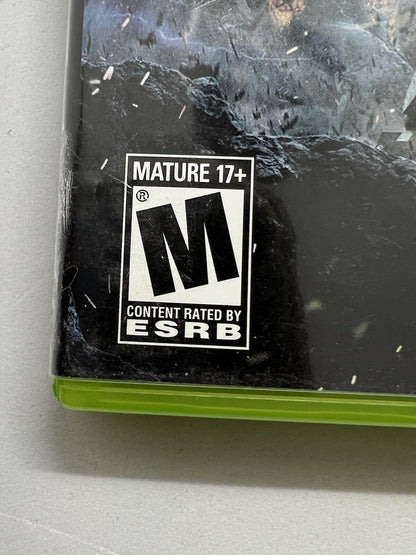 MATURE 17+
®
M
CONTENT RATED BY
ESRB